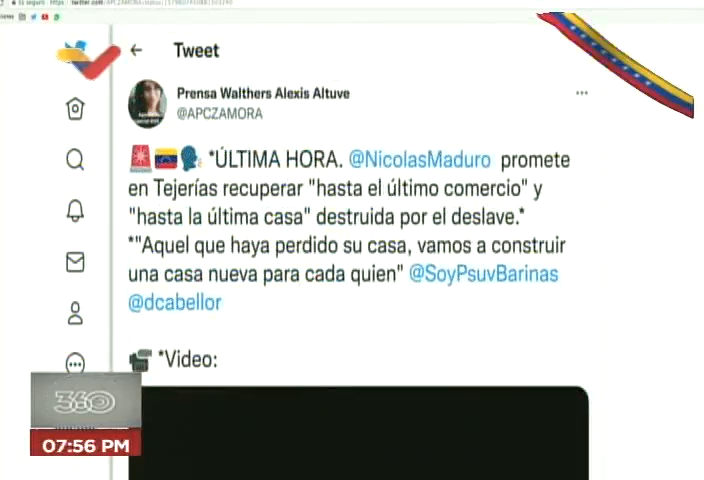 Tweet
Prensa Walthers Alexis Altuve
@APCZAMORA
*ÚLTIMA HORA. @NicolasMaduro promete
en Tejerías recuperar "hasta el último comercio" y
"hasta la última casa" destruida por el deslave.*
*"Aquel que haya perdido su casa, vamos a construir
una casa nueva para cada quien" @SoyPsuvBarinas
@dcabellor
*Video:
360
07:56 PM